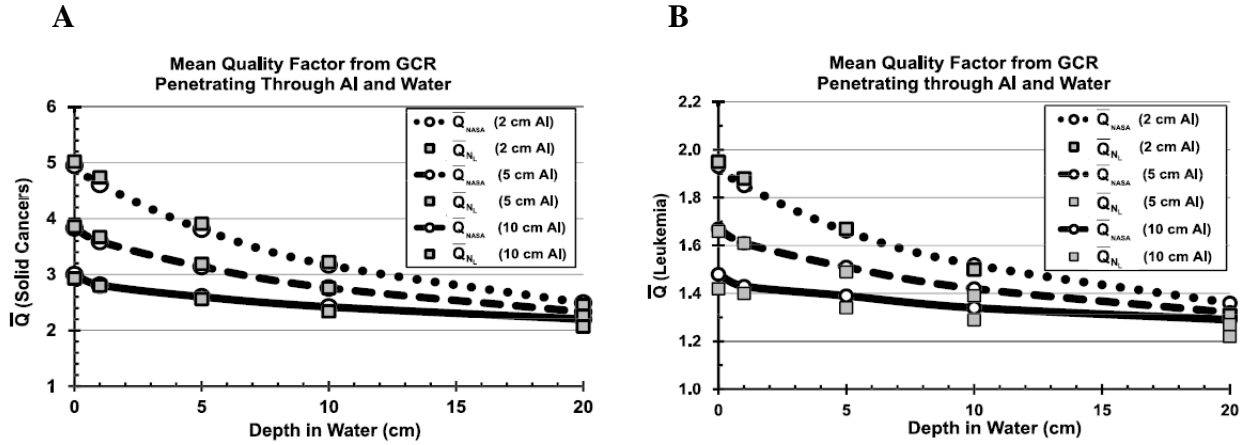 A
Mean Quality Factor from GCR
Penetrating Through Al and Water
Q̅ (Solid Cancers)
6
5
4
3
2
1
Q̅NASA (2 cm Al)
Q̅NL (2 cm Al)
Q̅NASA (5 cm Al)
Q̅NL (5 cm Al)
Q̅NASA (10 cm Al)
Q̅NL (10 cm Al)
0 5 10 15 20
Depth in Water (cm)
B
Mean Quality Factor from GCR
Penetrating through Al and Water
Q̅ (Leukemia)
2.2
2.0
1.8
1.6
1.4
1.2
1.0
Q̅NASA (2 cm Al)
Q̅NL (2 cm Al)
Q̅NASA (5 cm Al)
Q̅NL (5 cm Al)
Q̅NASA (10 cm Al)
Q̅NL (10 cm Al)
0 5 10 15 20
Depth in Water (cm)